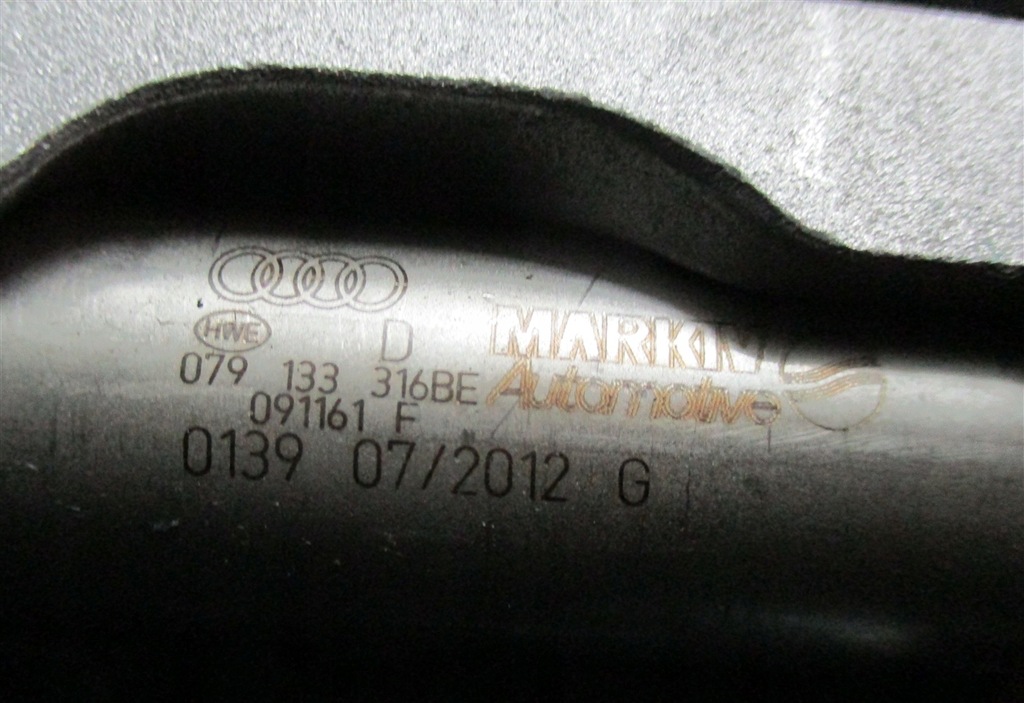 HWE D
079 133 316BE
091161 F
0139 07/2012 G
Automotive